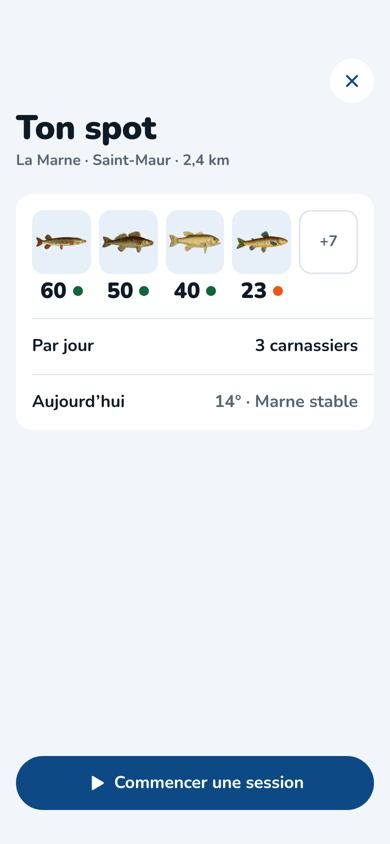 Ton spot
La Marne · Saint-Maur · 2,4 km
+7
60 50 40 23
Par jour 3 carnassiers
Aujourd’hui 14° · Marne stable
Commencer une session